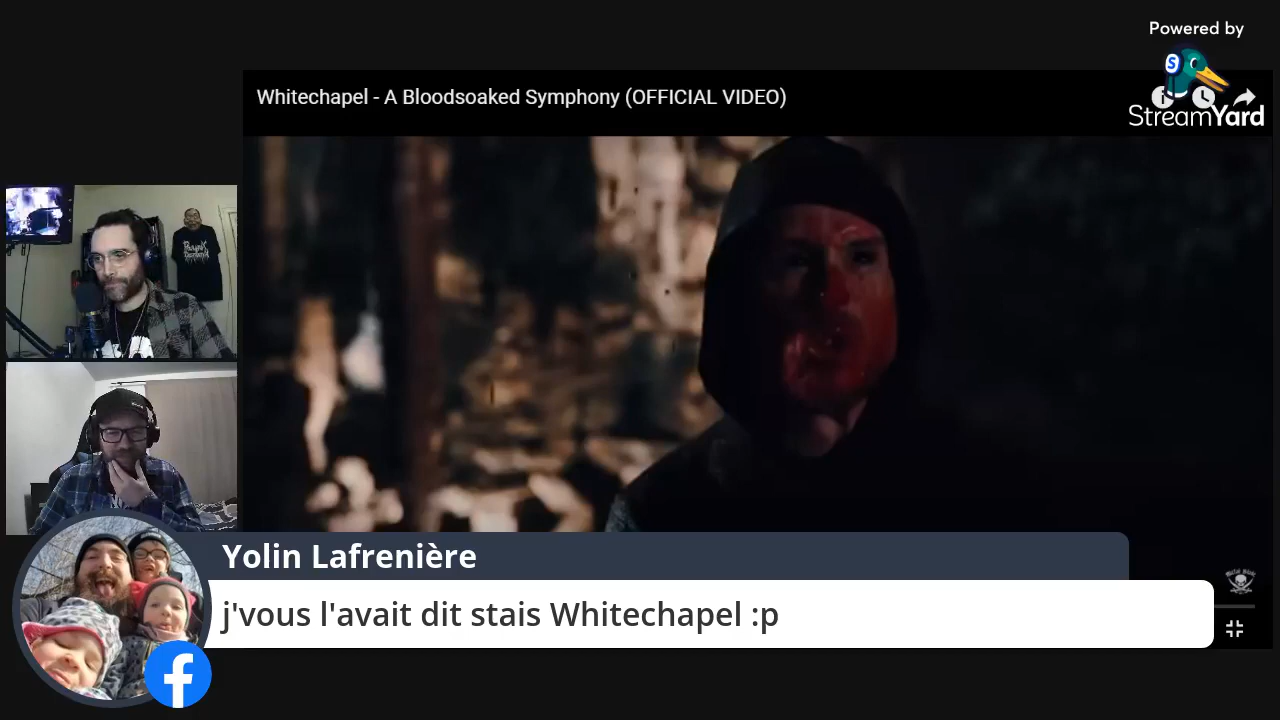 Powered by
Whitechapel - A Bloodsoaked Symphony (OFFICIAL VIDEO)
StreamYard
Yolin Lafrenière
j'vous l'avait dit stais Whitechapel :p